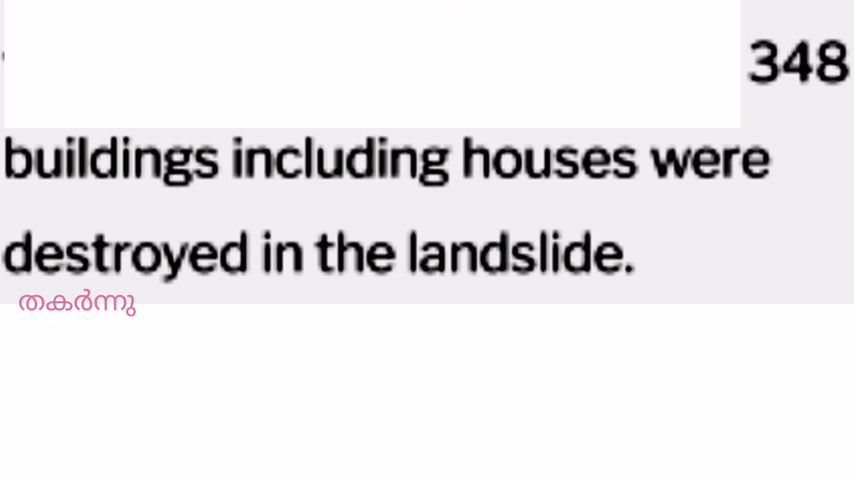 348
buildings including houses were
destroyed in the landslide.
തകർന്നു